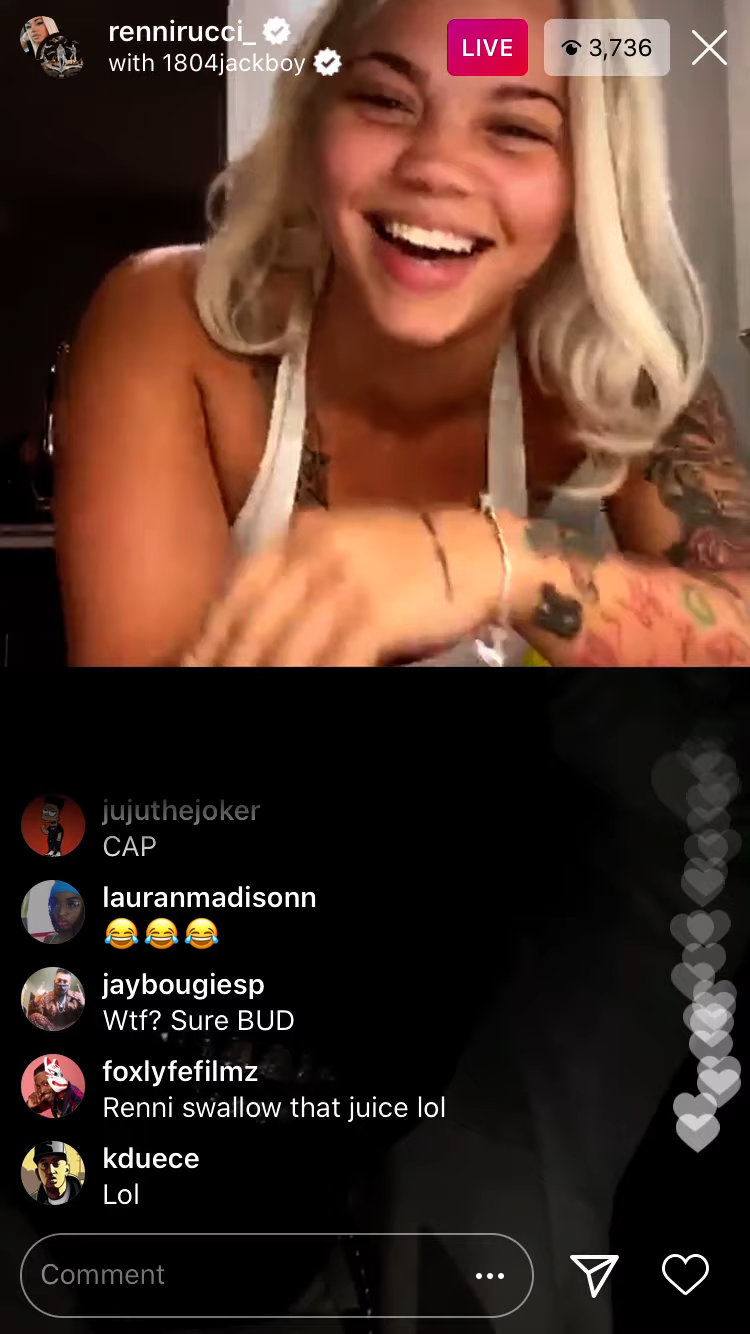 rennirucci_
with 1804jackboy
LIVE
3,736
jujuthejoker
CAP
lauranmadisonn
😂😂😂
jaybougiesp
Wtf? Sure BUD
foxlyfefilmz
Renni swallow that juice lol
kduece
Lol
Comment